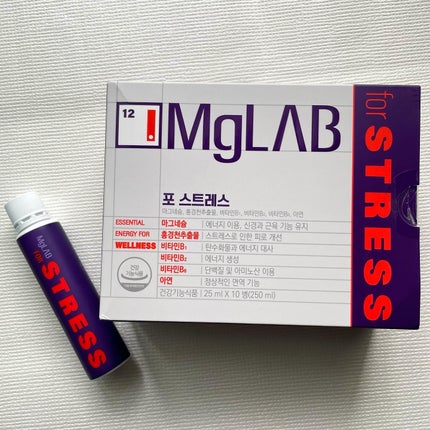 12
!
MgLAB
for STRESS
포 스트레스
마그네슘, 홍경천추출물, 비타민B₁, 비타민B₂, 비타민B₆, 아연
ESSENTIAL
ENERGY FOR
WELLNESS
마그네슘 에너지 이용, 신경과 근육 기능 유지
홍경천추출물 스트레스로 인한 피로 개선
비타민B₁ 탄수화물과 에너지 대사
비타민B₂ 에너지 생성
비타민B₆ 단백질 및 아미노산 이용
아연 정상적인 면역 기능
건강기능식품 25 ml X 10 병(250 ml)
건강
기능식품
MgLAB
FOR STRESS